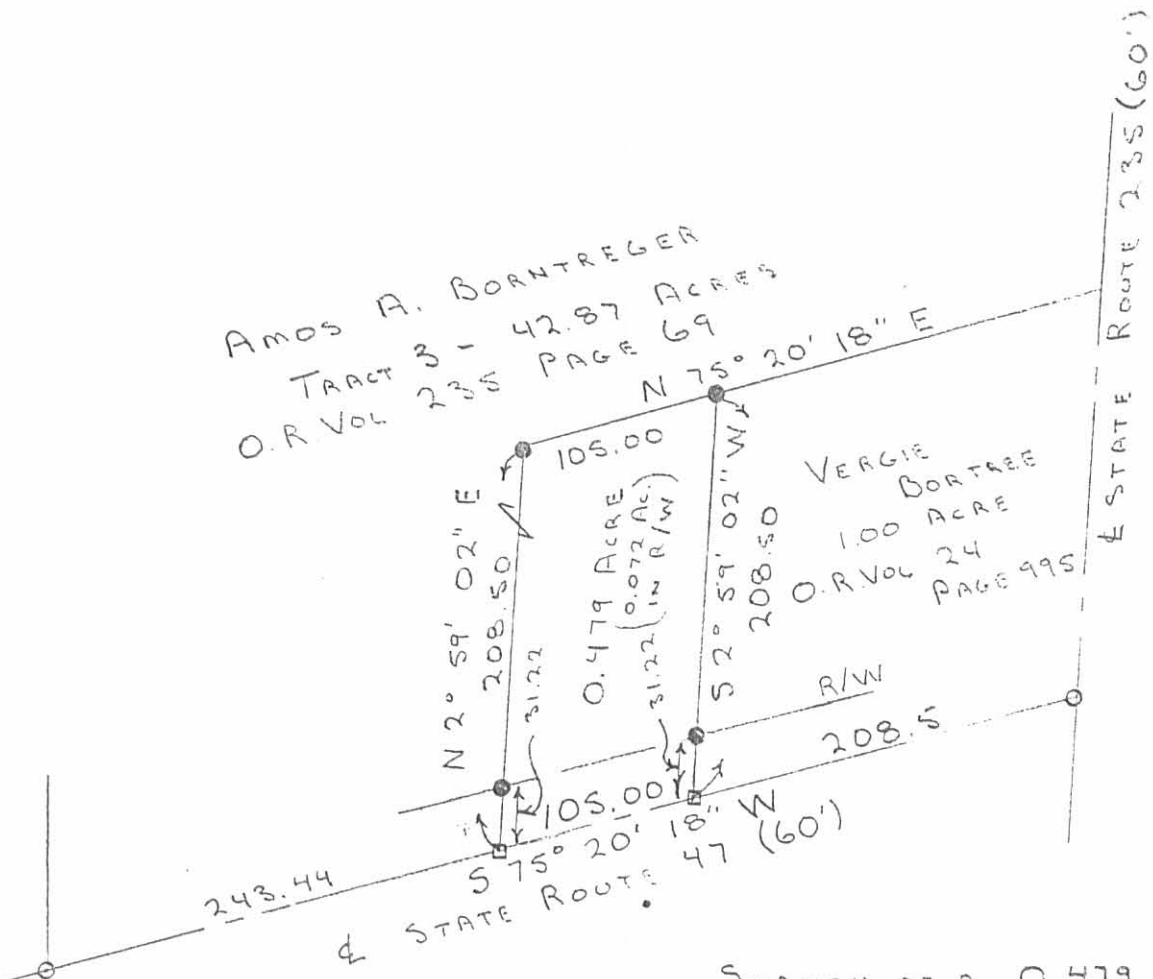 ℄ STATE ROUTE 235 (60')
AMOS A. BORNTREGER
TRACT 3 - 42.87 ACRES
O.R. VOL 235 PAGE 69
N 75° 20' 18" E
105.00
N 2° 59' 02" E
208.50
31.22
0.479 ACRE
(0.072 AC.
IN R/W)
31.22
S 2° 59' 02" W
208.50
VERGIE
BORTREE
1.00 ACRE
O.R. VOL 24
PAGE 995
R/W
208.5
105.00
S 75° 20' 18" W
243.44
℄ STATE ROUTE 47 (60')
0.479